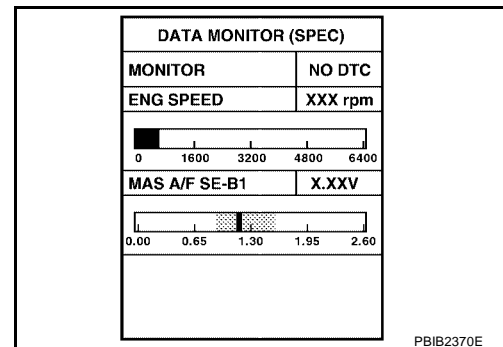 DATA MONITOR (SPEC)
MONITOR NO DTC
ENG SPEED XXX rpm
0 1600 3200 4800 6400
MAS A/F SE-B1 X.XXV
0.00 0.65 1.30 1.95 2.60
PBIB2370E